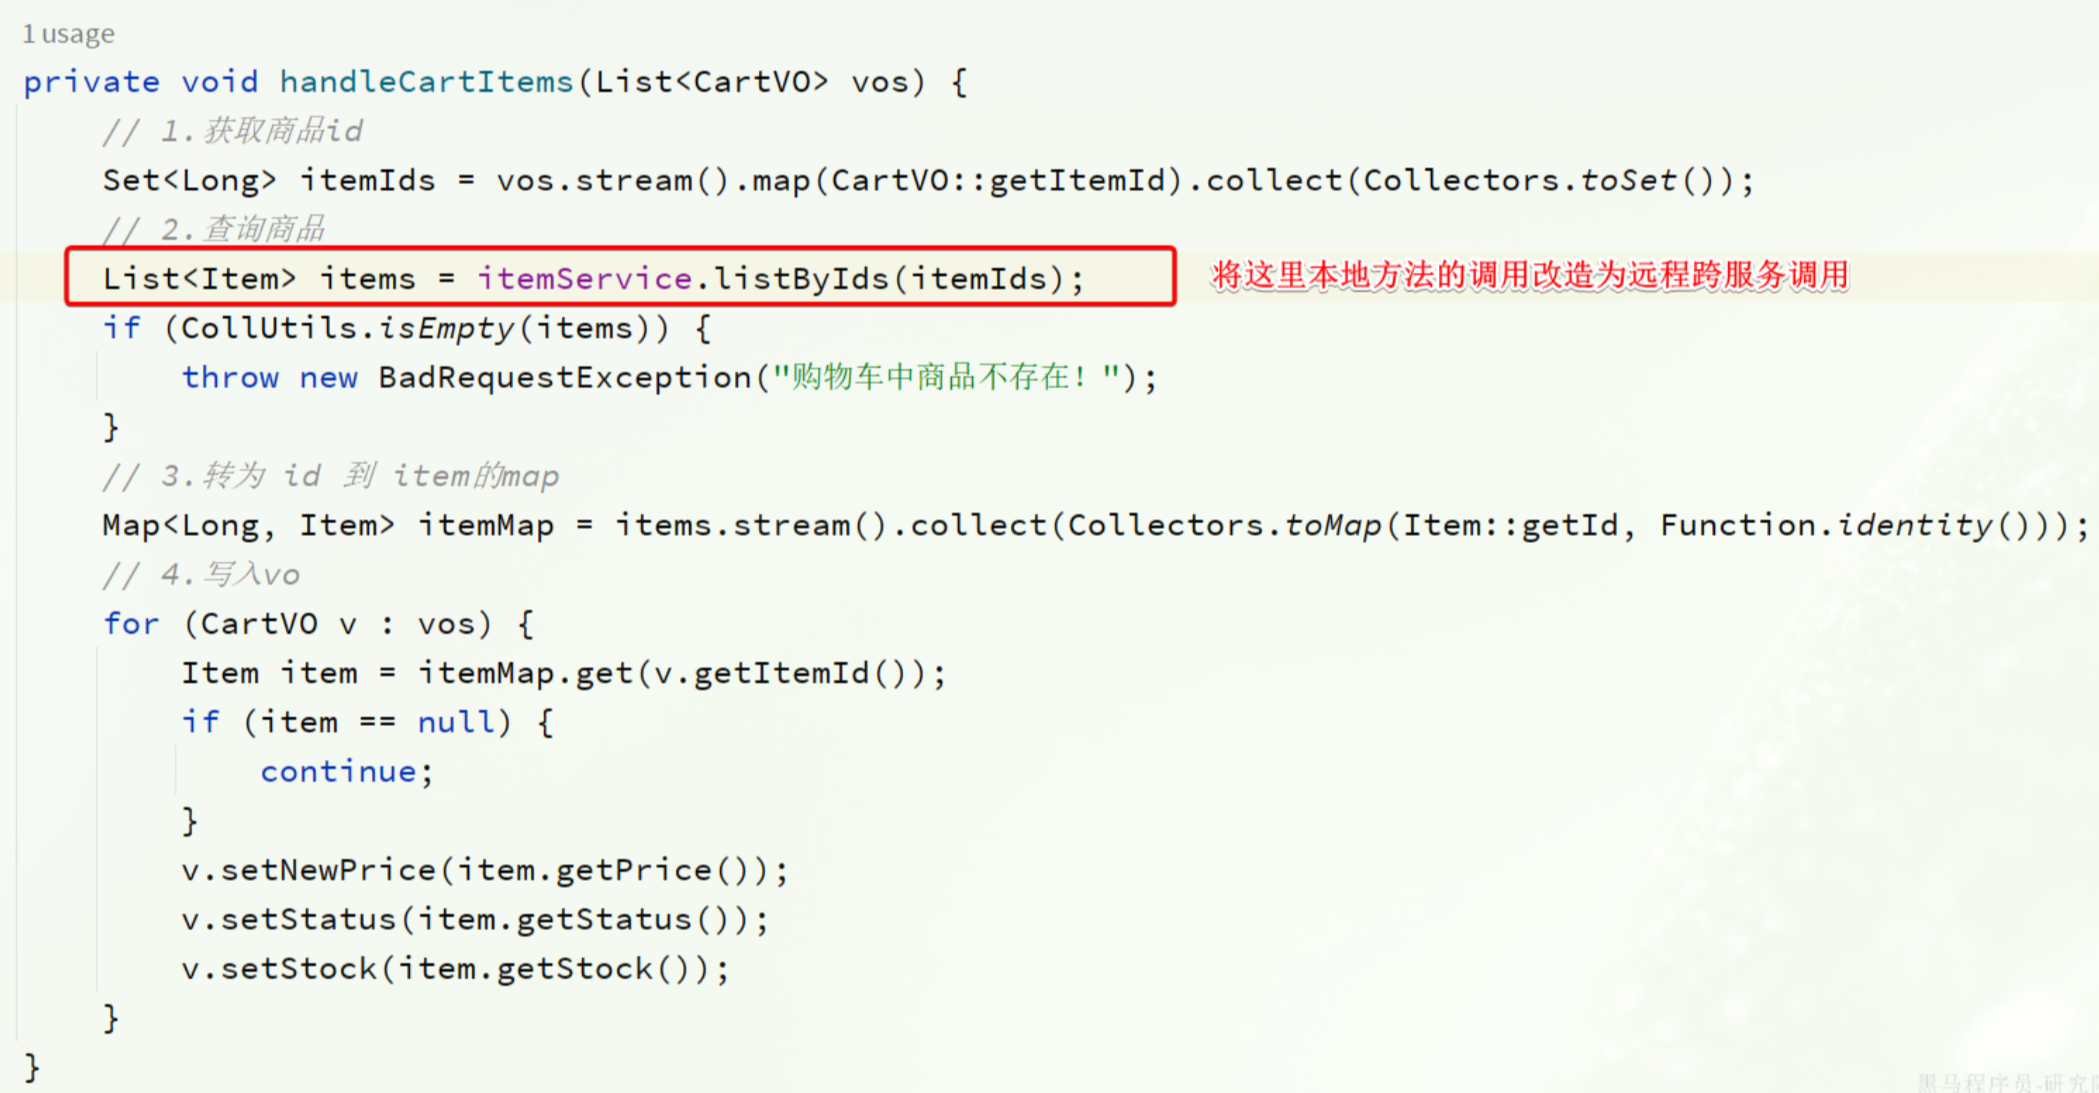 1 usage
private void handleCartItems(List<CartVO> vos) {
// 1.获取商品id
Set<Long> itemIds = vos.stream().map(CartVO::getItemId).collect(Collectors.toSet());
// 2.查询商品
List<Item> items = itemService.listByIds(itemIds); 将这里本地方法的调用改造为远程跨服务调用
if (CollUtils.isEmpty(items)) {
throw new BadRequestException("购物车中商品不存在！");
}
// 3.转为 id 到 item的map
Map<Long, Item> itemMap = items.stream().collect(Collectors.toMap(Item::getId, Function.identity()));
// 4.写入vo
for (CartVO v : vos) {
Item item = itemMap.get(v.getItemId());
if (item == null) {
continue;
}
v.setNewPrice(item.getPrice());
v.setStatus(item.getStatus());
v.setStock(item.getStock());
}
}
黑马程序员-研究